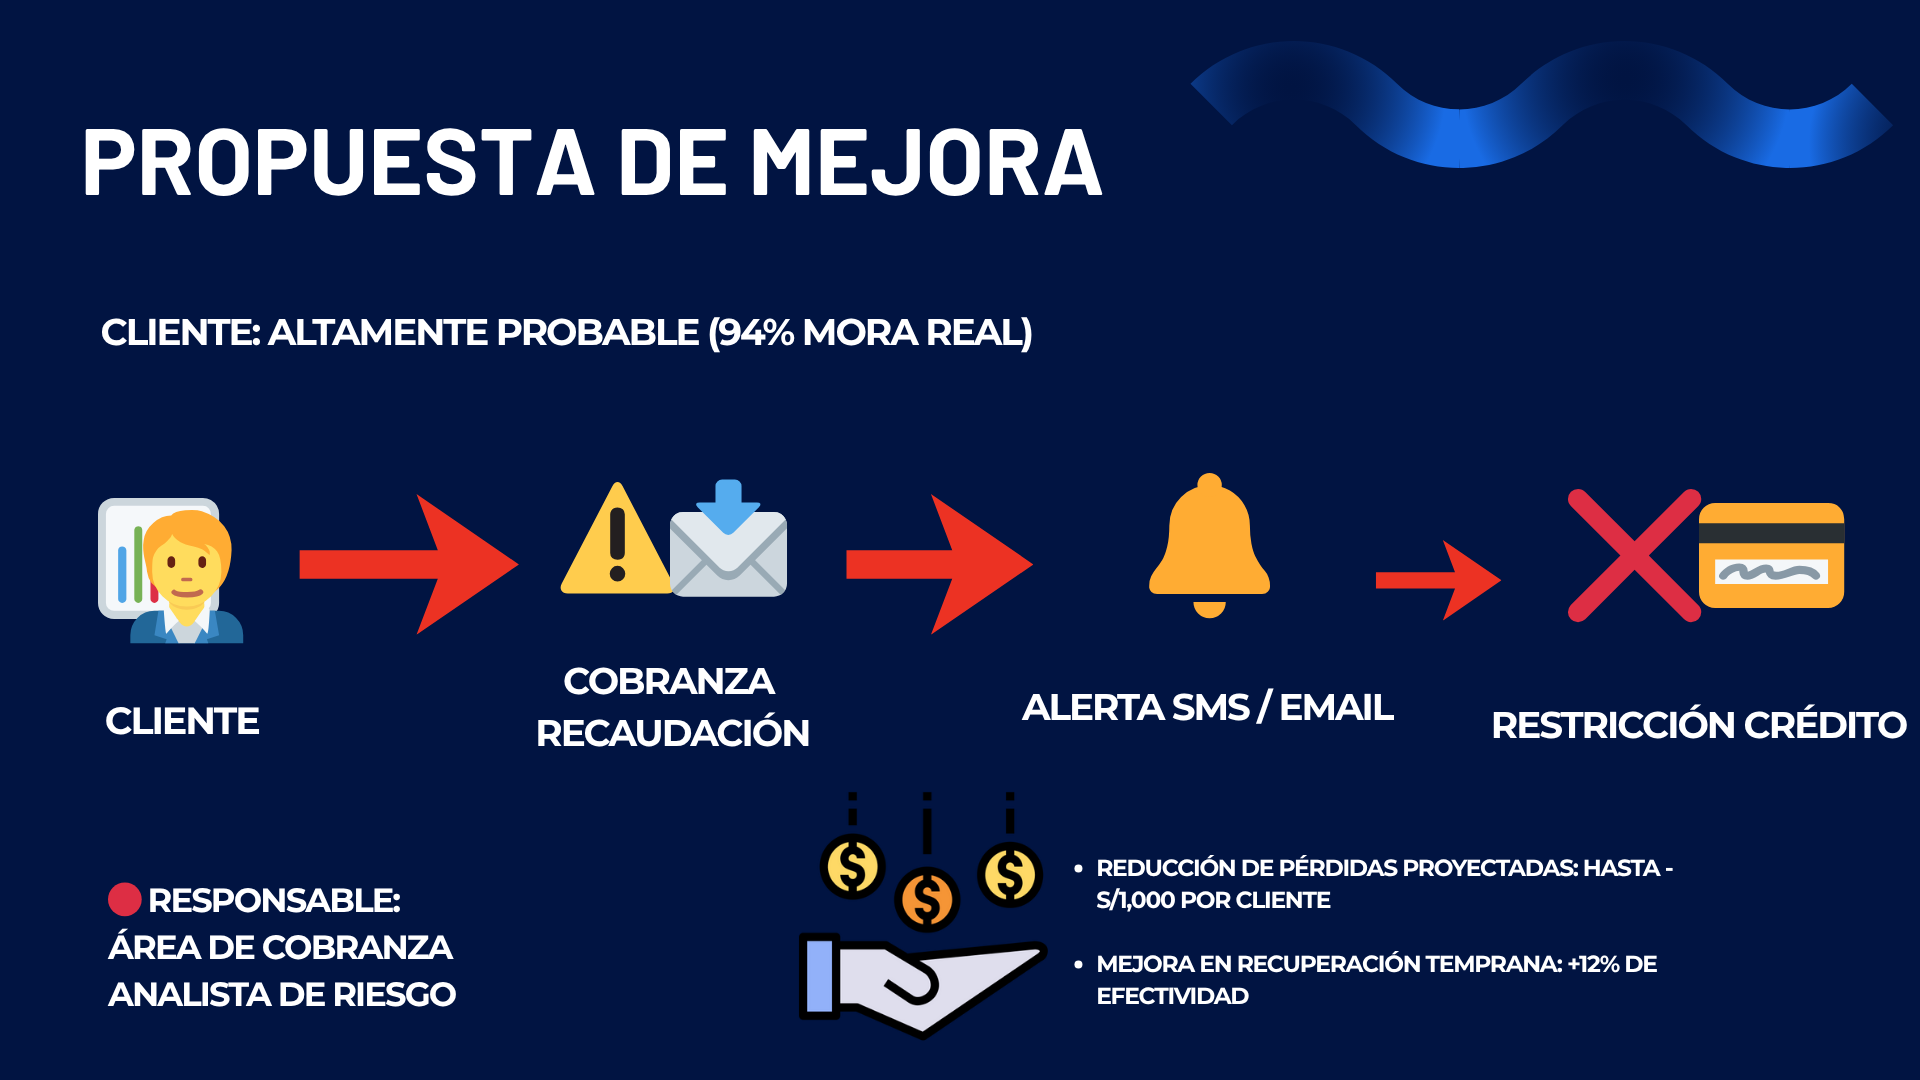 PROPUESTA DE MEJORA
CLIENTE: ALTAMENTE PROBABLE (94% MORA REAL)
CLIENTE
COBRANZA
RECAUDACIÓN
ALERTA SMS / EMAIL
RESTRICCIÓN CRÉDITO
RESPONSABLE:
ÁREA DE COBRANZA
ANALISTA DE RIESGO
$ $ $
• REDUCCIÓN DE PÉRDIDAS PROYECTADAS: HASTA -
S/1,000 POR CLIENTE
• MEJORA EN RECUPERACIÓN TEMPRANA: +12% DE
EFECTIVIDAD